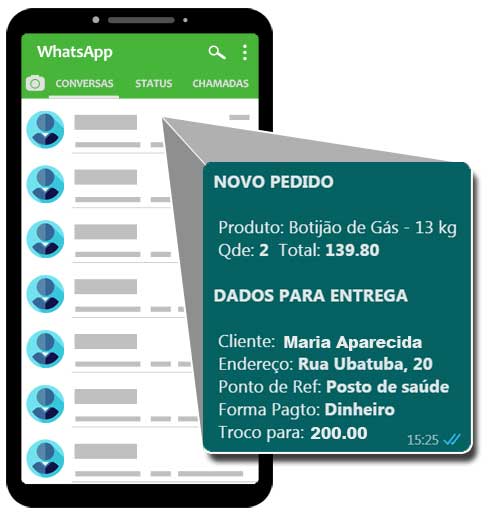 WhatsApp
CONVERSAS STATUS CHAMADAS
NOVO PEDIDO
Produto: Botijão de Gás - 13 kg
Qde: 2 Total: 139.80
DADOS PARA ENTREGA
Cliente: Maria Aparecida
Endereço: Rua Ubatuba, 20
Ponto de Ref: Posto de saúde
Forma Pagto: Dinheiro
Troco para: 200.00
15:25